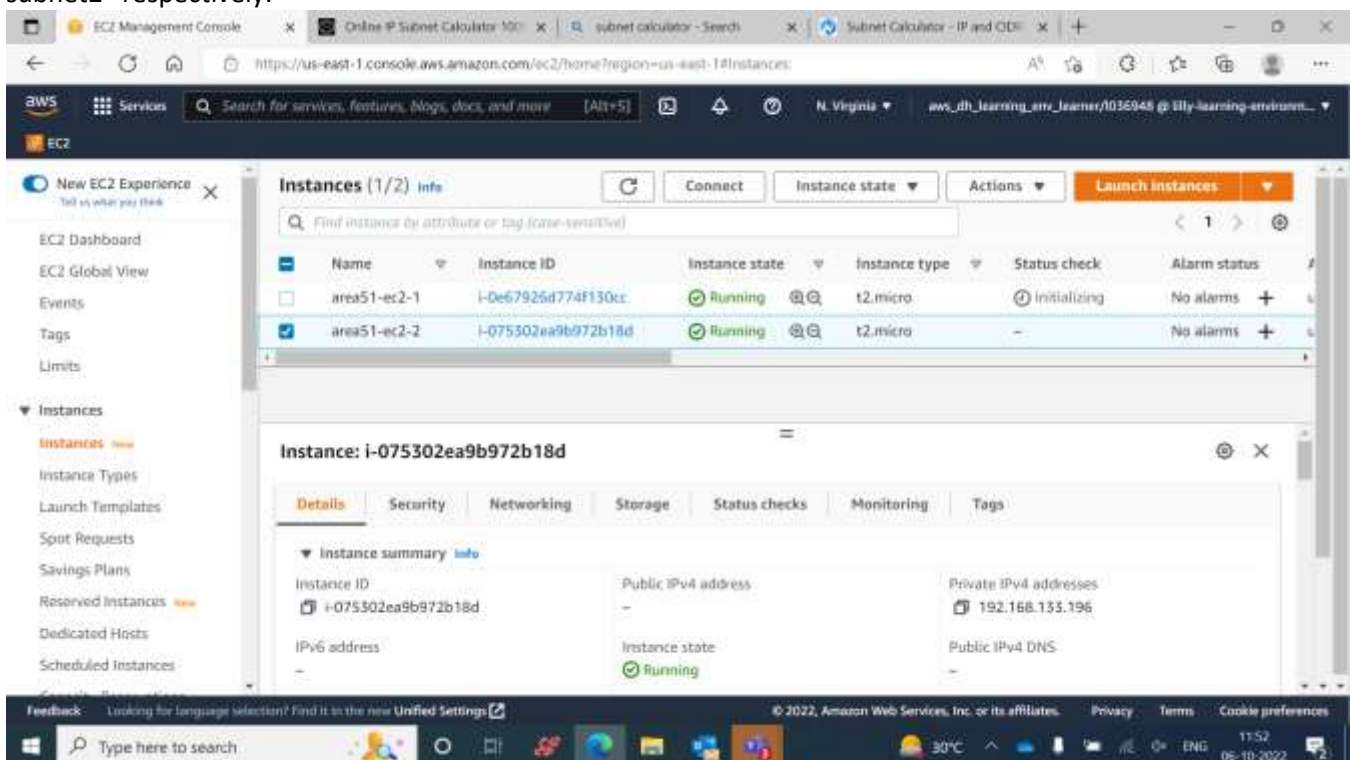 subnet2" respectively.
EC2 Management Console
Online IP Subnet Calculator 100
subnet calculator - Search
Subnet Calculator - IP and ODF
https://us-east-1.console.aws.amazon.com/ec2/home?region=us-east-1#Instances:
aws Services Search for services, features, blogs, docs, and more [Alt+S] N. Virginia aws_dh_learning_env_learner/l036948 @ lilly-learning-environm...
EC2
New EC2 Experience
Tell us what you think
EC2 Dashboard
EC2 Global View
Events
Tags
Limits
Instances
Instances New
Instance Types
Launch Templates
Spot Requests
Savings Plans
Reserved Instances New
Dedicated Hosts
Scheduled Instances
Instances (1/2) Info Connect Instance state Actions Launch instances
Find instance by attribute or tag (case-sensitive) 1
Name Instance ID Instance state Instance type Status check Alarm status
area51-ec2-1 i-0e67926d774f130cc Running t2.micro Initializing No alarms +
area51-ec2-2 i-075302ea9b972b18d Running t2.micro – No alarms +
Instance: i-075302ea9b972b18d
Details Security Networking Storage Status checks Monitoring Tags
Instance summary Info
Instance ID Public IPv4 address Private IPv4 addresses
i-075302ea9b972b18d – 192.168.133.196
IPv6 address Instance state Public IPv4 DNS
– Running –
Feedback Looking for language selection? Find it in the new Unified Settings © 2022, Amazon Web Services, Inc. or its affiliates. Privacy Terms Cookie preferences
Type here to search 30°C ENG 11:52
06-10-2022